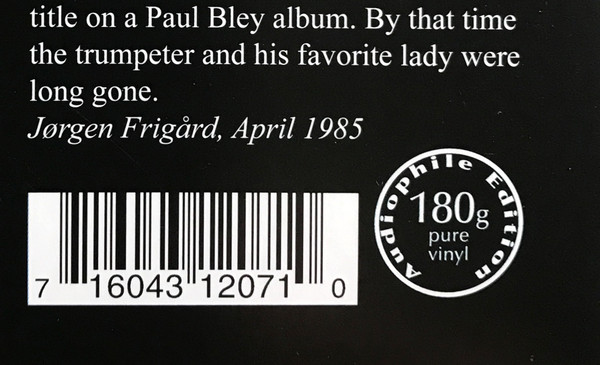 title on a Paul Bley album. By that time
the trumpeter and his favorite lady were
long gone.
Jørgen Frigård, April 1985
Audiophile Edition
180g
pure
vinyl
7 16043 12071 0